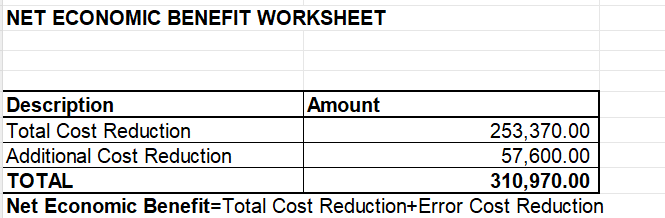 NET ECONOMIC BENEFIT WORKSHEET
Description Amount
Total Cost Reduction 253,370.00
Additional Cost Reduction 57,600.00
TOTAL 310,970.00
Net Economic Benefit=Total Cost Reduction+Error Cost Reduction